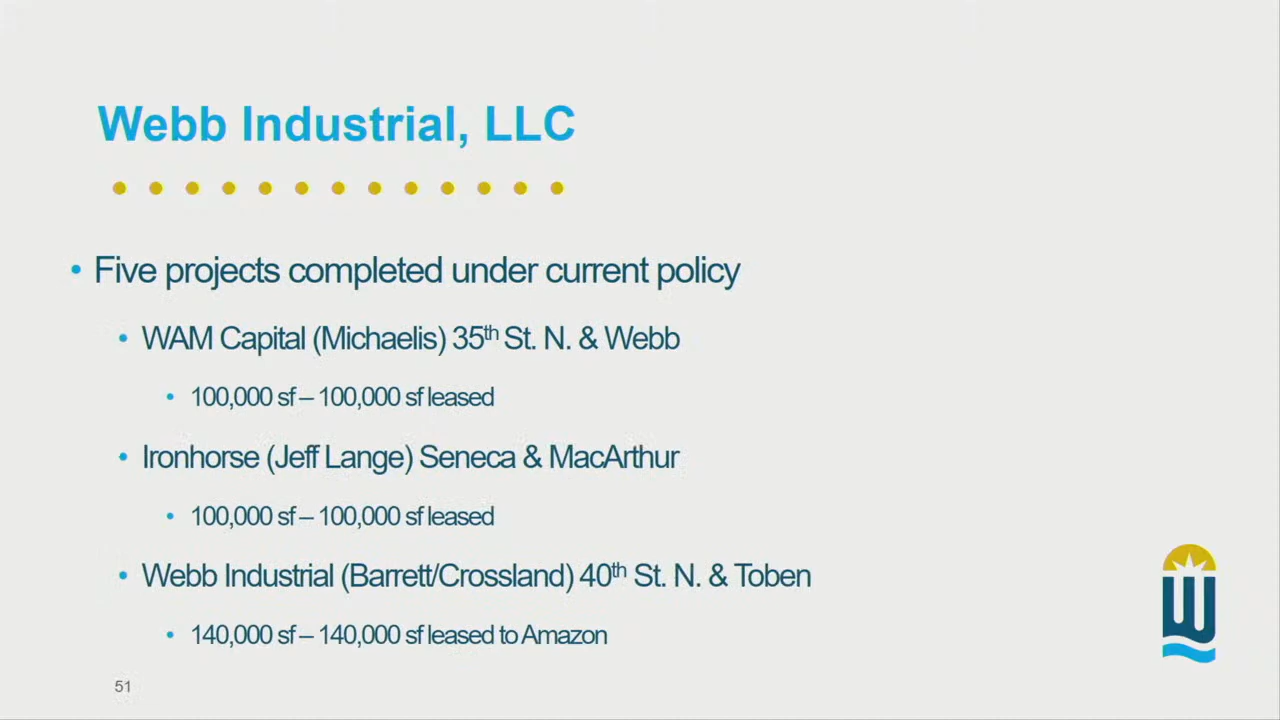 Webb Industrial, LLC
• Five projects completed under current policy
• WAM Capital (Michaelis) 35th St. N. & Webb
• 100,000 sf – 100,000 sf leased
• Ironhorse (Jeff Lange) Seneca & MacArthur
• 100,000 sf – 100,000 sf leased
• Webb Industrial (Barrett/Crossland) 40th St. N. & Toben
• 140,000 sf – 140,000 sf leased to Amazon
51